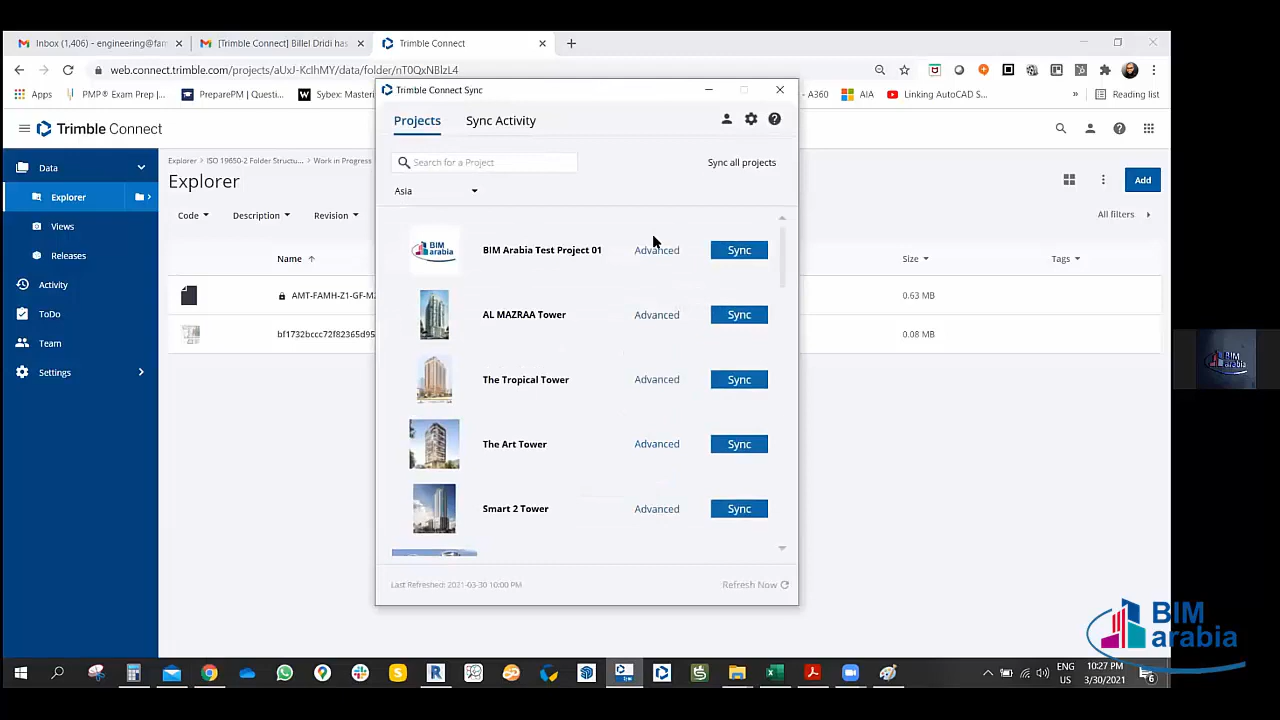 Inbox (1,406) - engineering@fam
[Trimble Connect] Billel Dridi has
Trimble Connect
web.connect.trimble.com/projects/aUxJ-KcIhMY/data/folder/nT0QxNBlzL4
Apps
PMP® Exam Prep |...
PreparePM | Questi...
Sybex: Master
A360
AIA
Linking AutoCAD S...
»
Reading list
Trimble Connect
Data
Explorer
Views
Releases
Activity
ToDo
Team
Settings
Explorer > ISO 19650-2 Folder Structu... > Work in Progress
Explorer
Add
Code
Description
Revision
All filters
Name
Size
Tags
AMT-FAMH-Z1-GF-M
0.63 MB
bf1732bccc72f82365d95
0.08 MB
Trimble Connect Sync
Projects
Sync Activity
Search for a Project
Sync all projects
Asia
BIM Arabia Test Project 01
Advanced
Sync
AL MAZRAA Tower
Advanced
Sync
The Tropical Tower
Advanced
Sync
The Art Tower
Advanced
Sync
Smart 2 Tower
Advanced
Sync
Last Refreshed: 2021-03-30 10:00 PM
Refresh Now
BIM
arabia
BIM
arabia
BIM
arabia
ENG
US
10:27 PM
3/30/2021
6